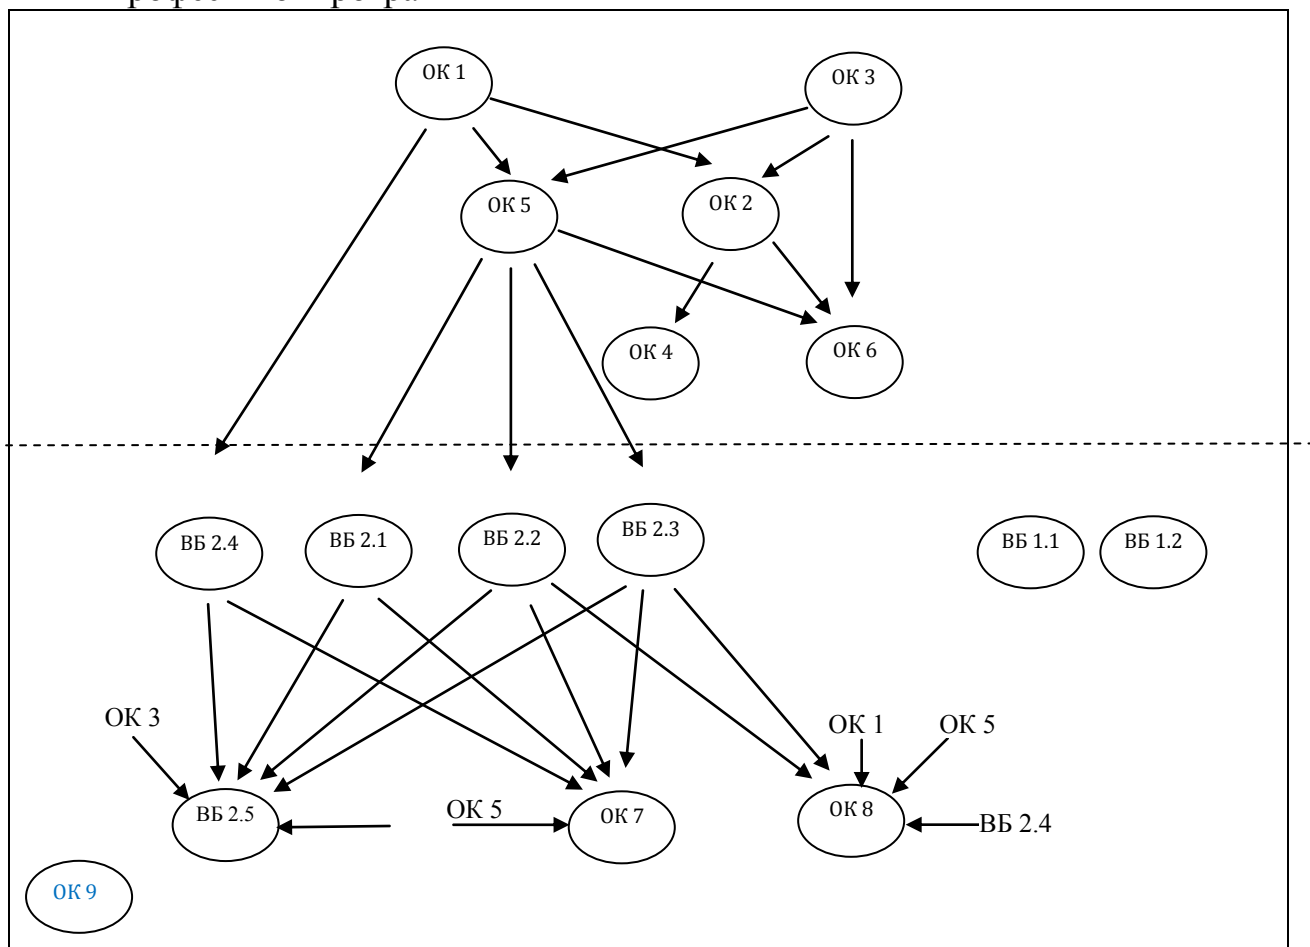 ОК 1
ОК 3
ОК 5
ОК 2
ОК 4
ОК 6
ВБ 2.4
ВБ 2.1
ВБ 2.2
ВБ 2.3
ВБ 1.1
ВБ 1.2
ОК 3
ОК 1
ОК 5
ВБ 2.5
ОК 5
ОК 7
ОК 8
ВБ 2.4
ОК 9